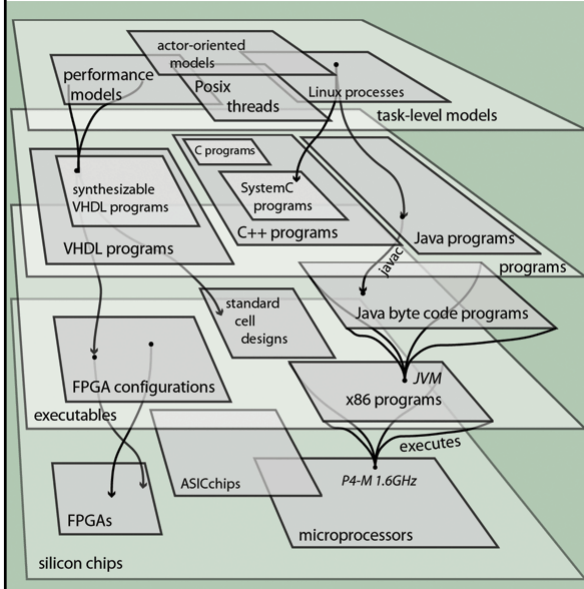 actor-oriented
models
performance
models
Posix
threads
Linux processes
task-level models
C programs
synthesizable
VHDL programs
SystemC
programs
VHDL programs
C++ programs
Java programs
javac
programs
standard
cell
designs
Java byte code programs
FPGA configurations
JVM
x86 programs
executables
executes
ASICchips
P4-M 1.6GHz
FPGAs
microprocessors
silicon chips